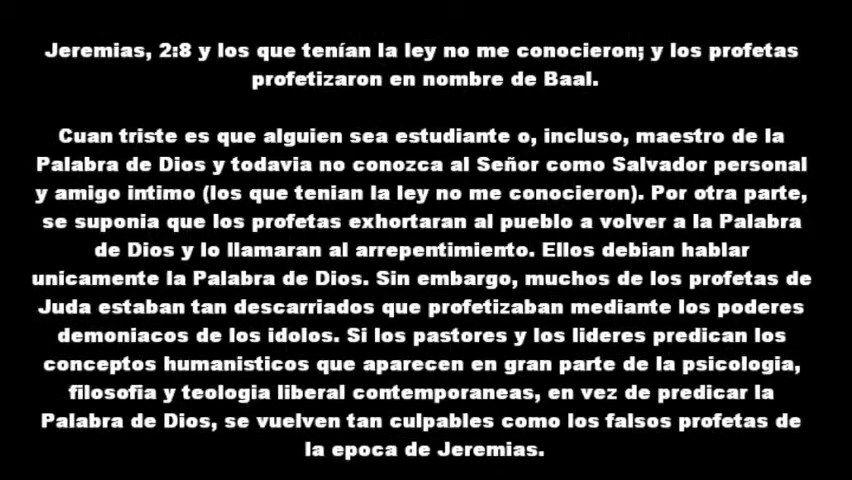 Jeremias, 2:8 y los que tenían la ley no me conocieron; y los profetas
profetizaron en nombre de Baal.
Cuan triste es que alguien sea estudiante o, incluso, maestro de la
Palabra de Dios y todavia no conozca al Señor como Salvador personal
y amigo intimo (los que tenian la ley no me conocieron). Por otra parte,
se suponia que los profetas exhortaran al pueblo a volver a la Palabra
de Dios y lo llamaran al arrepentimiento. Ellos debian hablar
unicamente la Palabra de Dios. Sin embargo, muchos de los profetas de
Juda estaban tan descarriados que profetizaban mediante los poderes
demoniacos de los idolos. Si los pastores y los lideres predican los
conceptos humanisticos que aparecen en gran parte de la psicologia,
filosofia y teologia liberal contemporaneas, en vez de predicar la
Palabra de Dios, se vuelven tan culpables como los falsos profetas de
la epoca de Jeremias.